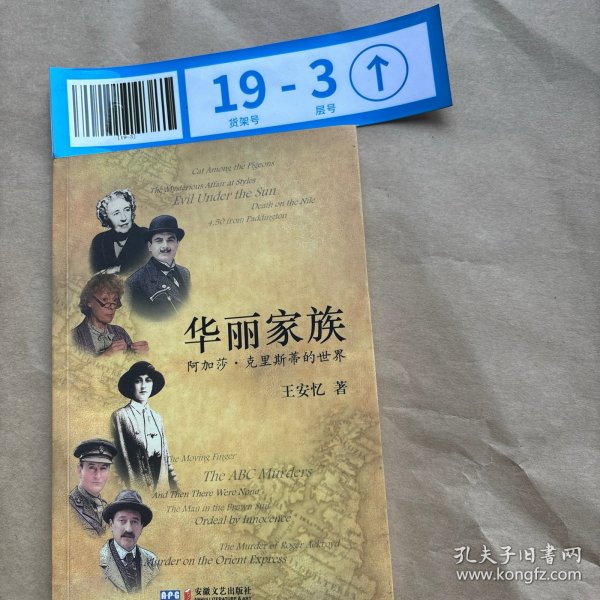 19-3
货架号 层号
Cat Among the Pigeons
The Mysterious Affair at Styles
Evil Under the Sun
Death on the Nile
4.50 from Paddington
华丽家族
阿加莎·克里斯蒂的世界
王安忆 著
The Moving Finger
The ABC Murders
And Then There Were None
The Man in the Brown Suit
Ordeal by Innocence
The Murder of Roger Ackroyd
Murder on the Orient Express
APG 安徽文艺出版社
孔夫子旧书网
www.kongfz.com